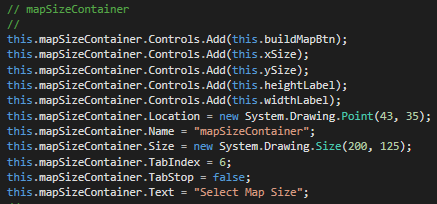 // mapSizeContainer
//
this.mapSizeContainer.Controls.Add(this.buildMapBtn);
this.mapSizeContainer.Controls.Add(this.xSize);
this.mapSizeContainer.Controls.Add(this.ySize);
this.mapSizeContainer.Controls.Add(this.heightLabel);
this.mapSizeContainer.Controls.Add(this.widthLabel);
this.mapSizeContainer.Location = new System.Drawing.Point(43, 35);
this.mapSizeContainer.Name = "mapSizeContainer";
this.mapSizeContainer.Size = new System.Drawing.Size(200, 125);
this.mapSizeContainer.TabIndex = 6;
this.mapSizeContainer.TabStop = false;
this.mapSizeContainer.Text = "Select Map Size";